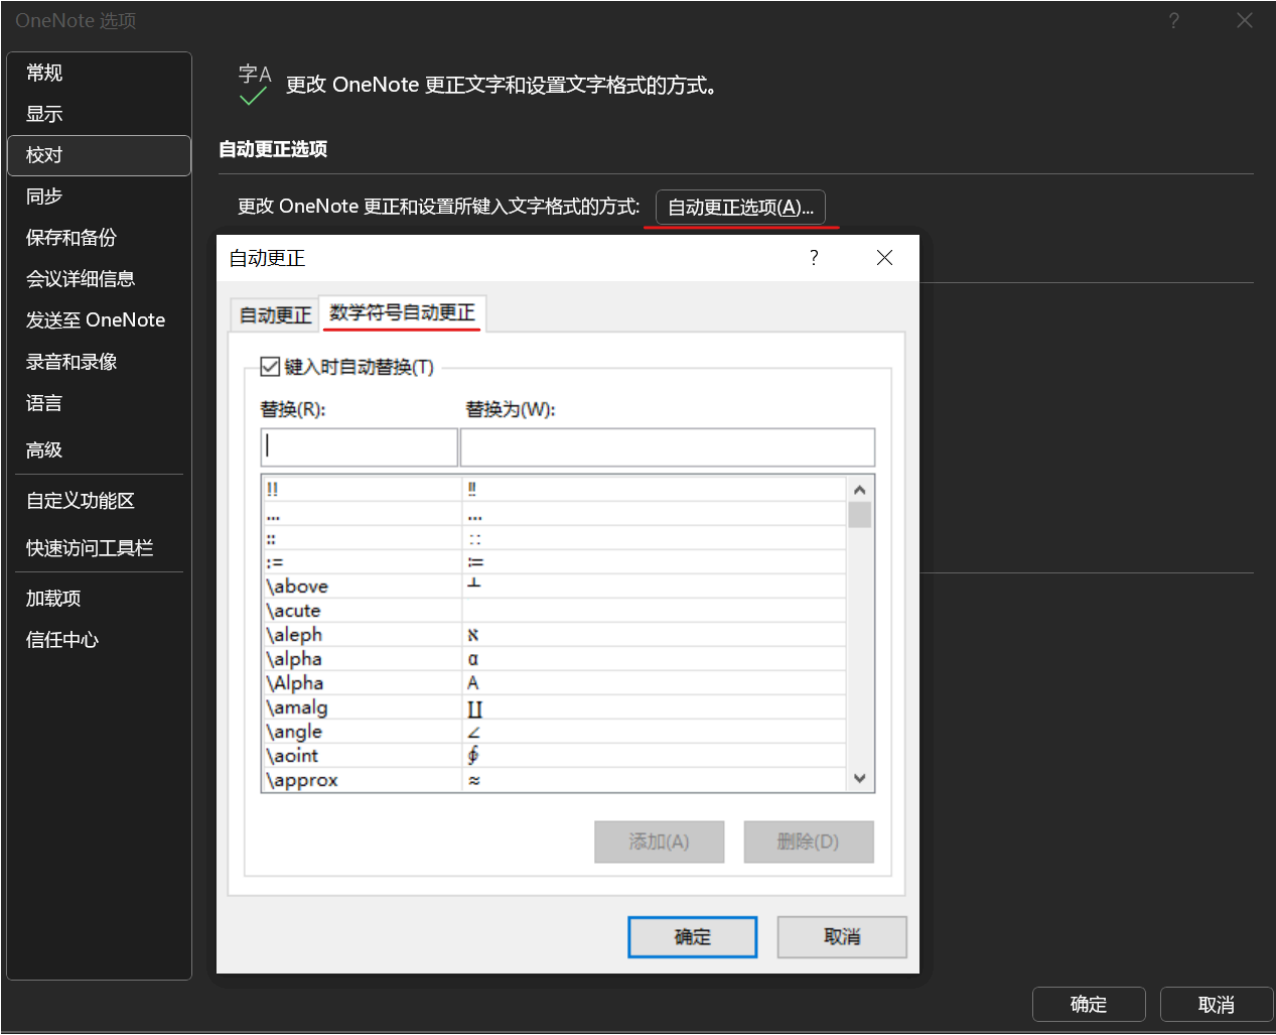 OneNote 选项
?
常规
显示
校对
同步
保存和备份
会议详细信息
发送至 OneNote
录音和录像
语言
高级
自定义功能区
快速访问工具栏
加载项
信任中心
字A
更改 OneNote 更正文字和设置文字格式的方式。
自动更正选项
更改 OneNote 更正和设置所键入文字格式的方式: 自动更正选项(A)...
自动更正 ?
自动更正 数学符号自动更正
键入时自动替换(T)
替换(R): 替换为(W):
!! ‼
... …
:: ∷
:= ≔
\above ┴
\acute
\aleph ℵ
\alpha α
\Alpha Α
\amalg ∐
\angle ∠
\aoint ∳
\approx ≈
添加(A) 删除(D)
确定 取消
确定 取消